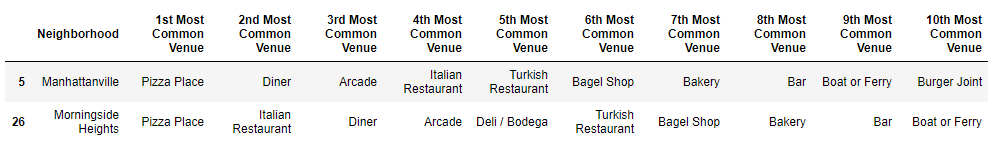 Neighborhood 1st Most Common Venue 2nd Most Common Venue 3rd Most Common Venue 4th Most Common Venue 5th Most Common Venue 6th Most Common Venue 7th Most Common Venue 8th Most Common Venue 9th Most Common Venue 10th Most Common Venue
5 Manhattanville Pizza Place Diner Arcade Italian Restaurant Turkish Restaurant Bagel Shop Bakery Bar Boat or Ferry Burger Joint
26 Morningside Heights Pizza Place Italian Restaurant Diner Arcade Deli / Bodega Turkish Restaurant Bagel Shop Bakery Bar Boat or Ferry